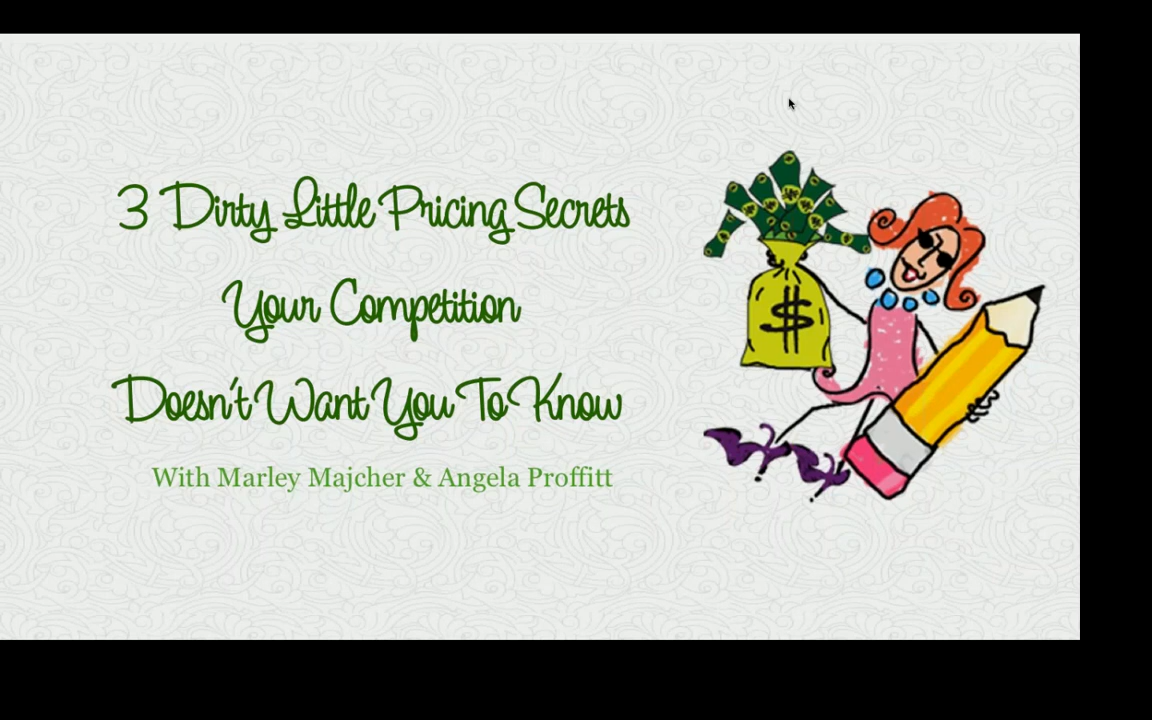 3 Dirty Little Pricing Secrets
Your Competition
Doesn't Want You To Know
With Marley Majcher & Angela Proffitt
$